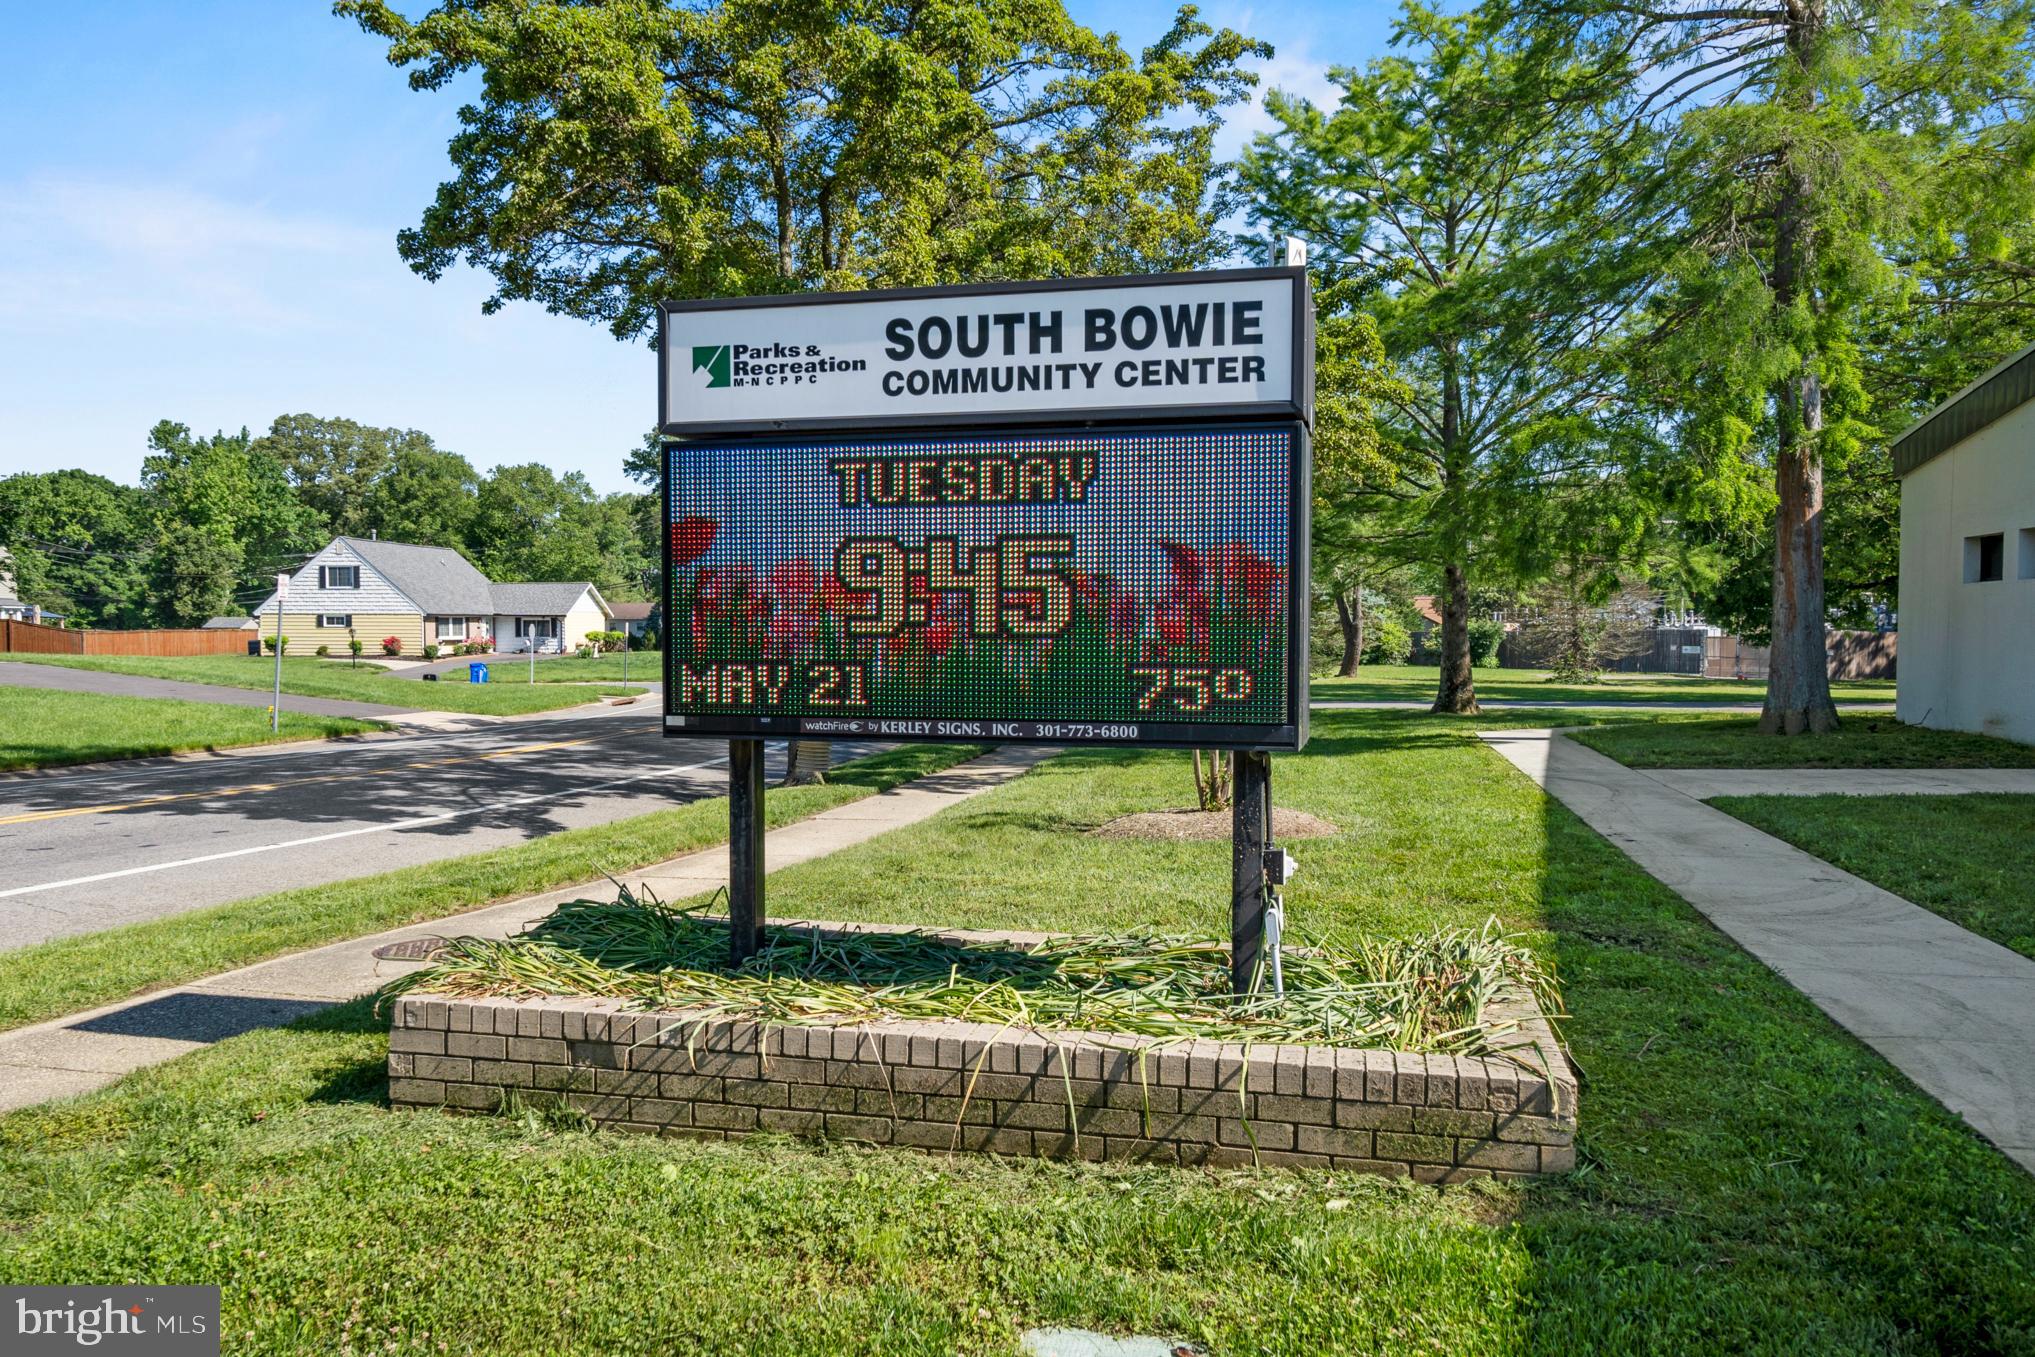 Parks &
Recreation
M-NCPPC
SOUTH BOWIE
COMMUNITY CENTER
TUESDAY
9:45
MAY 21
75°
watchFire by KERLEY SIGNS, INC. 301-773-6800
bright™ MLS